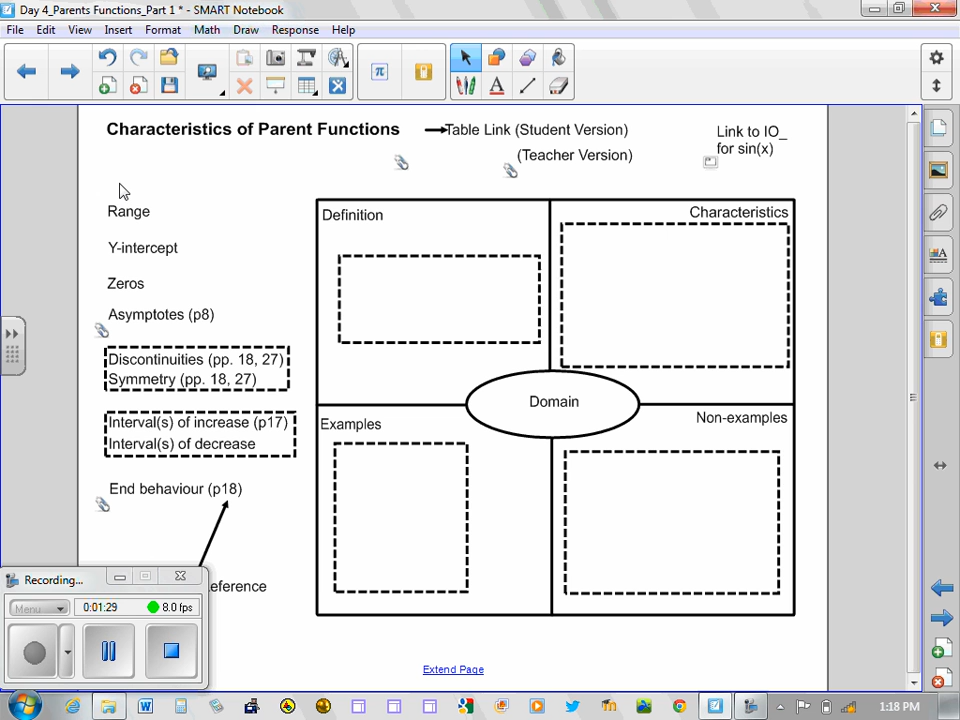 Day 4_Parents Functions_Part 1 * - SMART Notebook
File Edit View Insert Format Math Draw Response Help
Characteristics of Parent Functions
Table Link (Student Version)
(Teacher Version)
Link to IO_
for sin(x)
Range
Y-intercept
Zeros
Asymptotes (p8)
Discontinuities (pp. 18, 27)
Symmetry (pp. 18, 27)
Interval(s) of increase (p17)
Interval(s) of decrease
End behaviour (p18)
Definition
Characteristics
Domain
Examples
Non-examples
Recording...
Menu
0:01:29
8.0 fps
Extend Page
1:18 PM